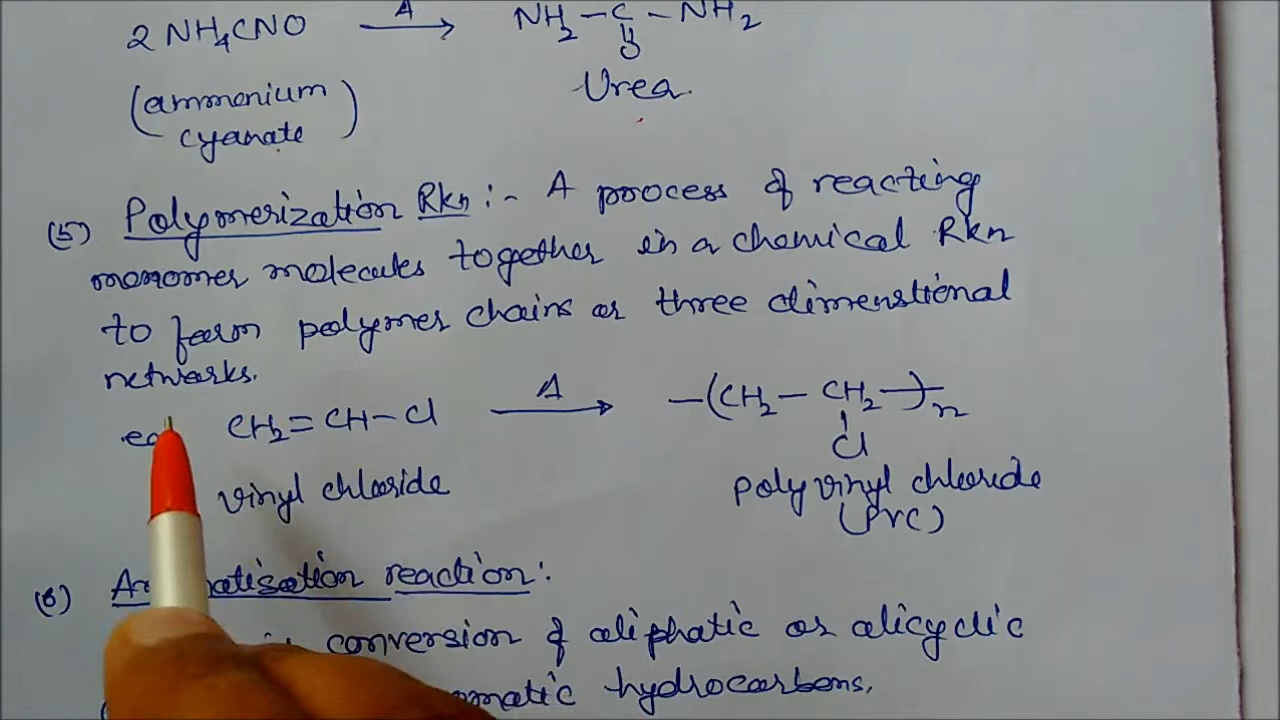 2 NH₄CNO —Δ→ NH₂ – C – NH₂
O
(ammonium cyanate) Urea
(5) Polymerization Rkn :- A process of reacting
monomer molecules together in a chemical Rkn
to form polymer chains or three dimenstional
networks.
eg CH₂ = CH – Cl —Δ→ –(CH₂ – CH₂–)n
Cl
vinyl chloride polyvinyl chloride
(PVC)
(6) reaction :
conversion of aliphatic or alicyclic
hydrocarbons.